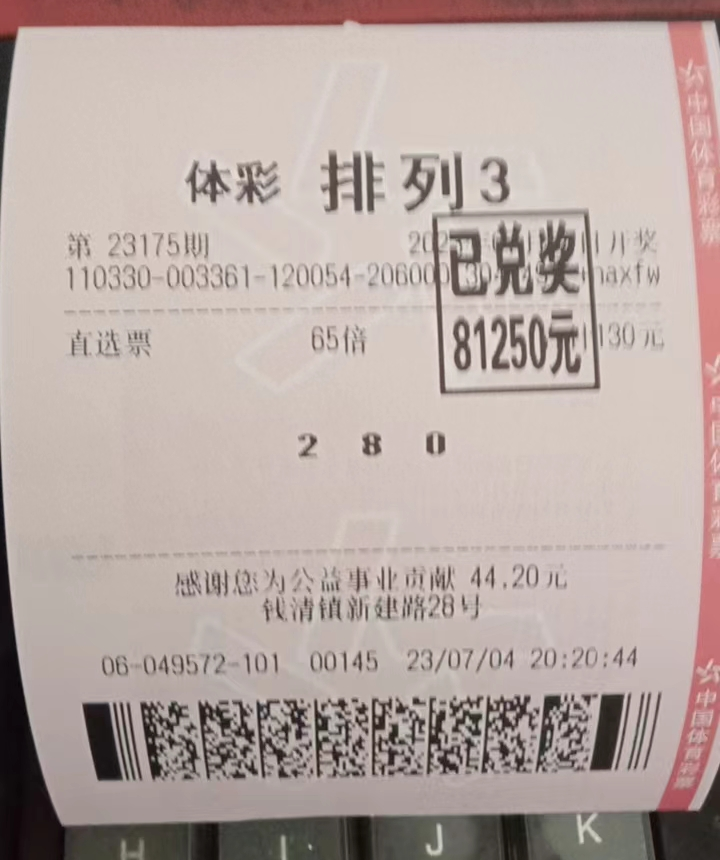 体彩 排列3
第 23175期 开奖
110330-003361-120054-206000 maxfw
已兑奖
81250元
直选票 65倍 130元
2 8 0
感谢您为公益事业贡献 44.20元
钱清镇新建路28号
06-049572-101 00145 23/07/04 20:20:44
中国体育彩票
中国体育彩票
中国体育彩票
H I J K